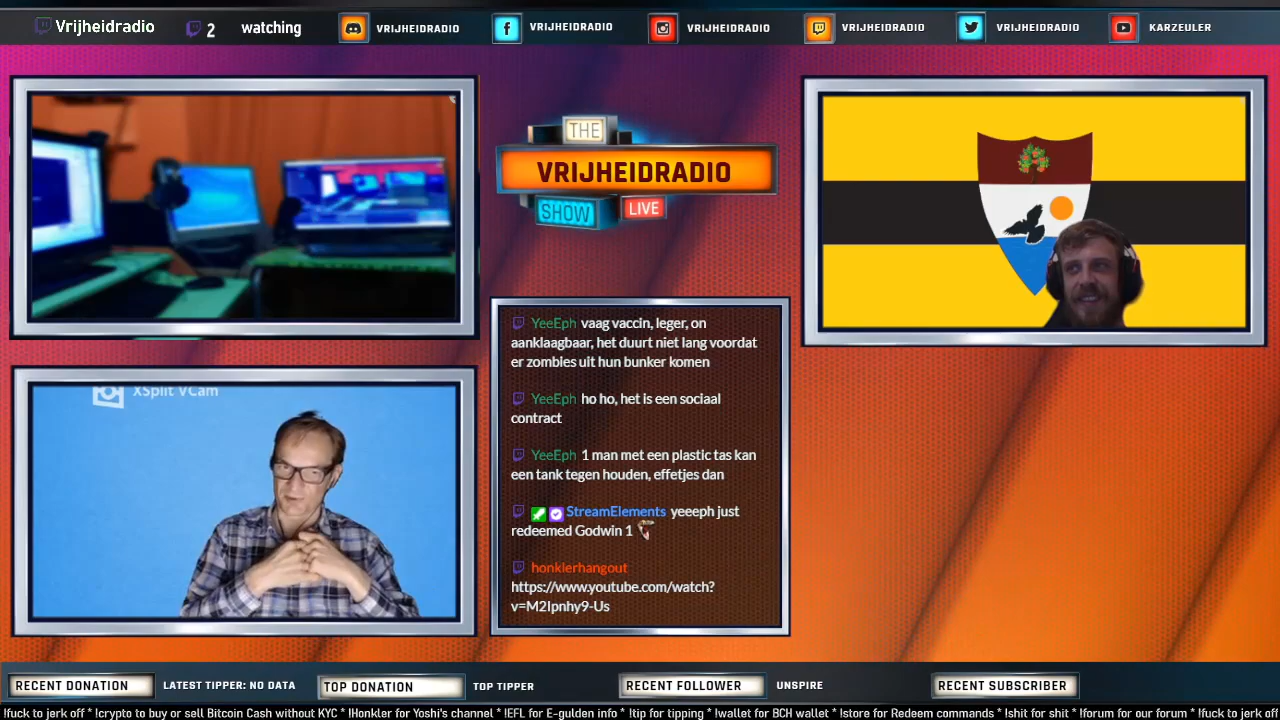 Vrijheidradio
2 watching
VRIJHEIDRADIO
VRIJHEIDRADIO
VRIJHEIDRADIO
VRIJHEIDRADIO
VRIJHEIDRADIO
KARZEULER
THE
VRIJHEIDRADIO
SHOW
LIVE
XSplit VCam
YeeEph vaag vaccin, leger, on
aanklaagbaar, het duurt niet lang voordat
er zombies uit hun bunker komen
YeeEph ho ho, het is een sociaal
contract
YeeEph 1 man met een plastic tas kan
een tank tegen houden, effetjes dan
StreamElements yeeeph just
redeemed Godwin 1
honklerhangout
https://www.youtube.com/watch?
v=M2Ipnhy9-Us
RECENT DONATION
LATEST TIPPER: NO DATA
TOP DONATION
TOP TIPPER
RECENT FOLLOWER
UNSPIRE
RECENT SUBSCRIBER
!fuck to jerk off * !crypto to buy or sell Bitcoin Cash without KYC * !Honkler for Yoshi's channel * !EFL for E-gulden info * !tip for tipping * !wallet for BCH wallet * !store for Redeem commands * !shit for shit * !forum for our forum * !fuck to jerk off